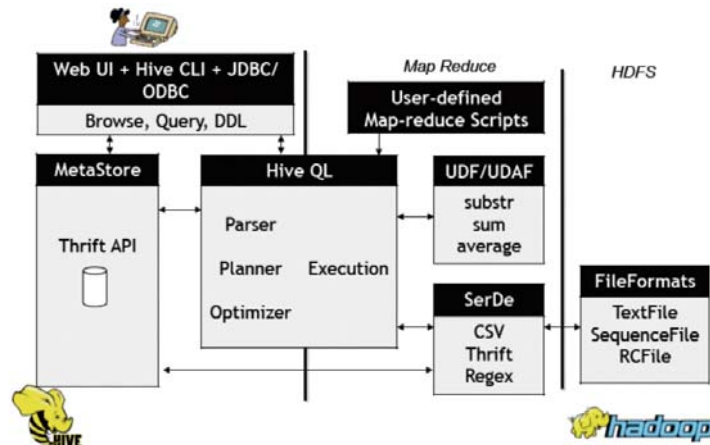 Web UI + Hive CLI + JDBC/
ODBC
Browse, Query, DDL
Map Reduce
HDFS
User-defined
Map-reduce Scripts
MetaStore
Thrift API
Hive QL
Parser
Planner
Execution
Optimizer
UDF/UDAF
substr
sum
average
SerDe
CSV
Thrift
Regex
FileFormats
TextFile
SequenceFile
RCFile
HIVE
hadoop